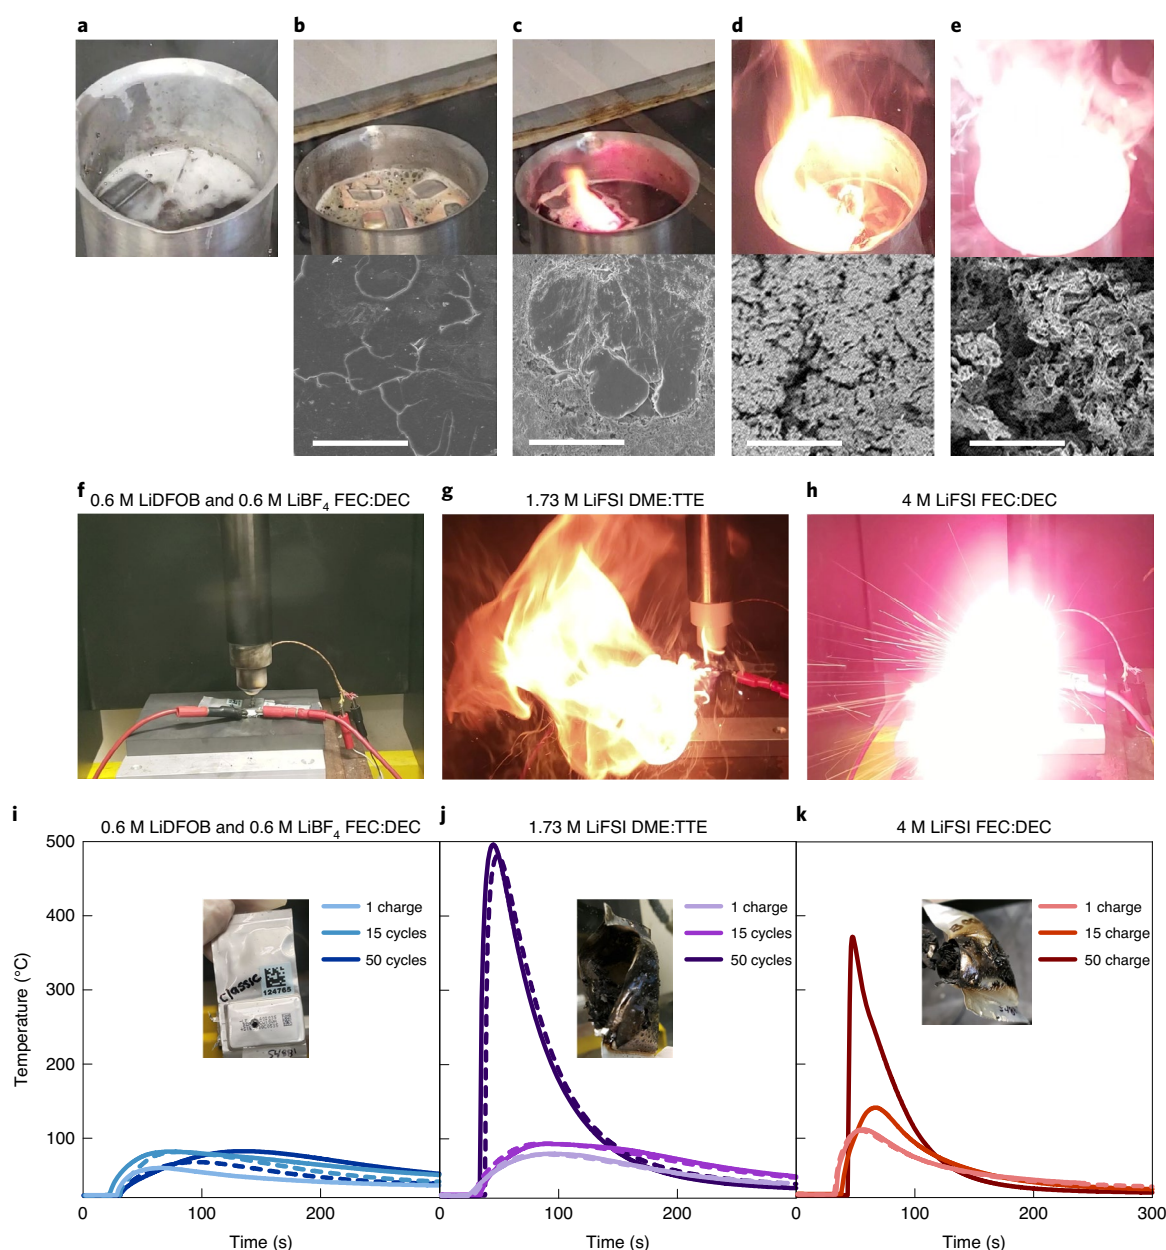 a
b
c
d
e
f
0.6 M LiDFOB and 0.6 M LiBF4 FEC:DEC
g
1.73 M LiFSI DME:TTE
h
4 M LiFSI FEC:DEC
i
0.6 M LiDFOB and 0.6 M LiBF4 FEC:DEC
j
1.73 M LiFSI DME:TTE
k
4 M LiFSI FEC:DEC
500
400
300
200
100
Temperature (°C)
1 charge
15 cycles
50 cycles
classic
124765
1 charge
15 cycles
50 cycles
1 charge
15 charge
50 charge
0
100
200
0
100
200
0
100
200
300
Time (s)
Time (s)
Time (s)